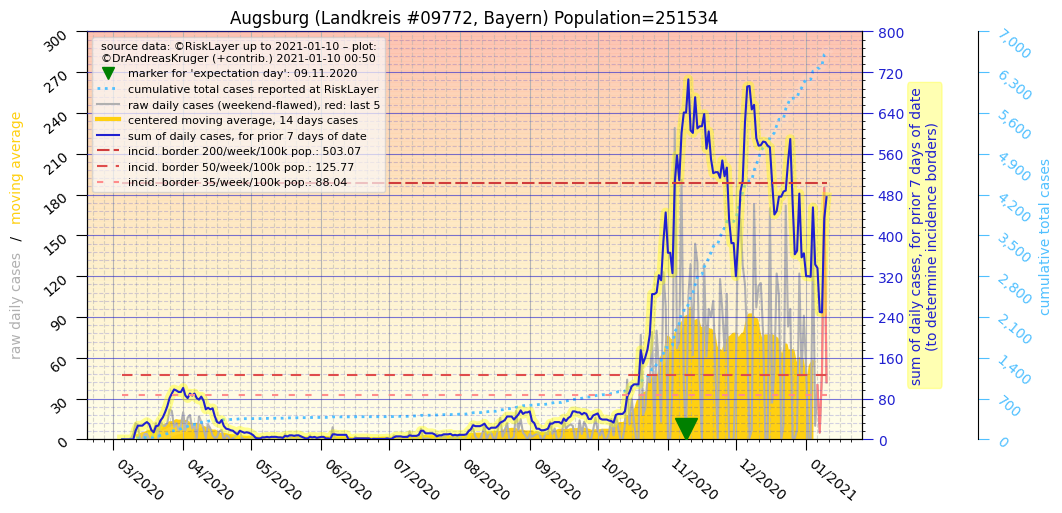 Augsburg (Landkreis #09772, Bayern) Population=251534
source data: ©RiskLayer up to 2021-01-10 – plot:
©DrAndreasKruger (+contrib.) 2021-01-10 00:50
marker for 'expectation day': 09.11.2020
cumulative total cases reported at RiskLayer
raw daily cases (weekend-flawed), red: last 5
centered moving average, 14 days cases
sum of daily cases, for prior 7 days of date
incid. border 200/week/100k pop.: 503.07
incid. border 50/week/100k pop.: 125.77
incid. border 35/week/100k pop.: 88.04
raw daily cases / moving average
300
270
240
210
180
150
120
90
60
30
0
03/2020
04/2020
05/2020
06/2020
07/2020
08/2020
09/2020
10/2020
11/2020
12/2020
01/2021
800
720
640
560
480
400
320
240
160
80
0
sum of daily cases, for prior 7 days of date
(to determine incidence borders)
7,000
6,300
5,600
4,900
4,200
3,500
2,800
2,100
1,400
700
0
cumulative total cases